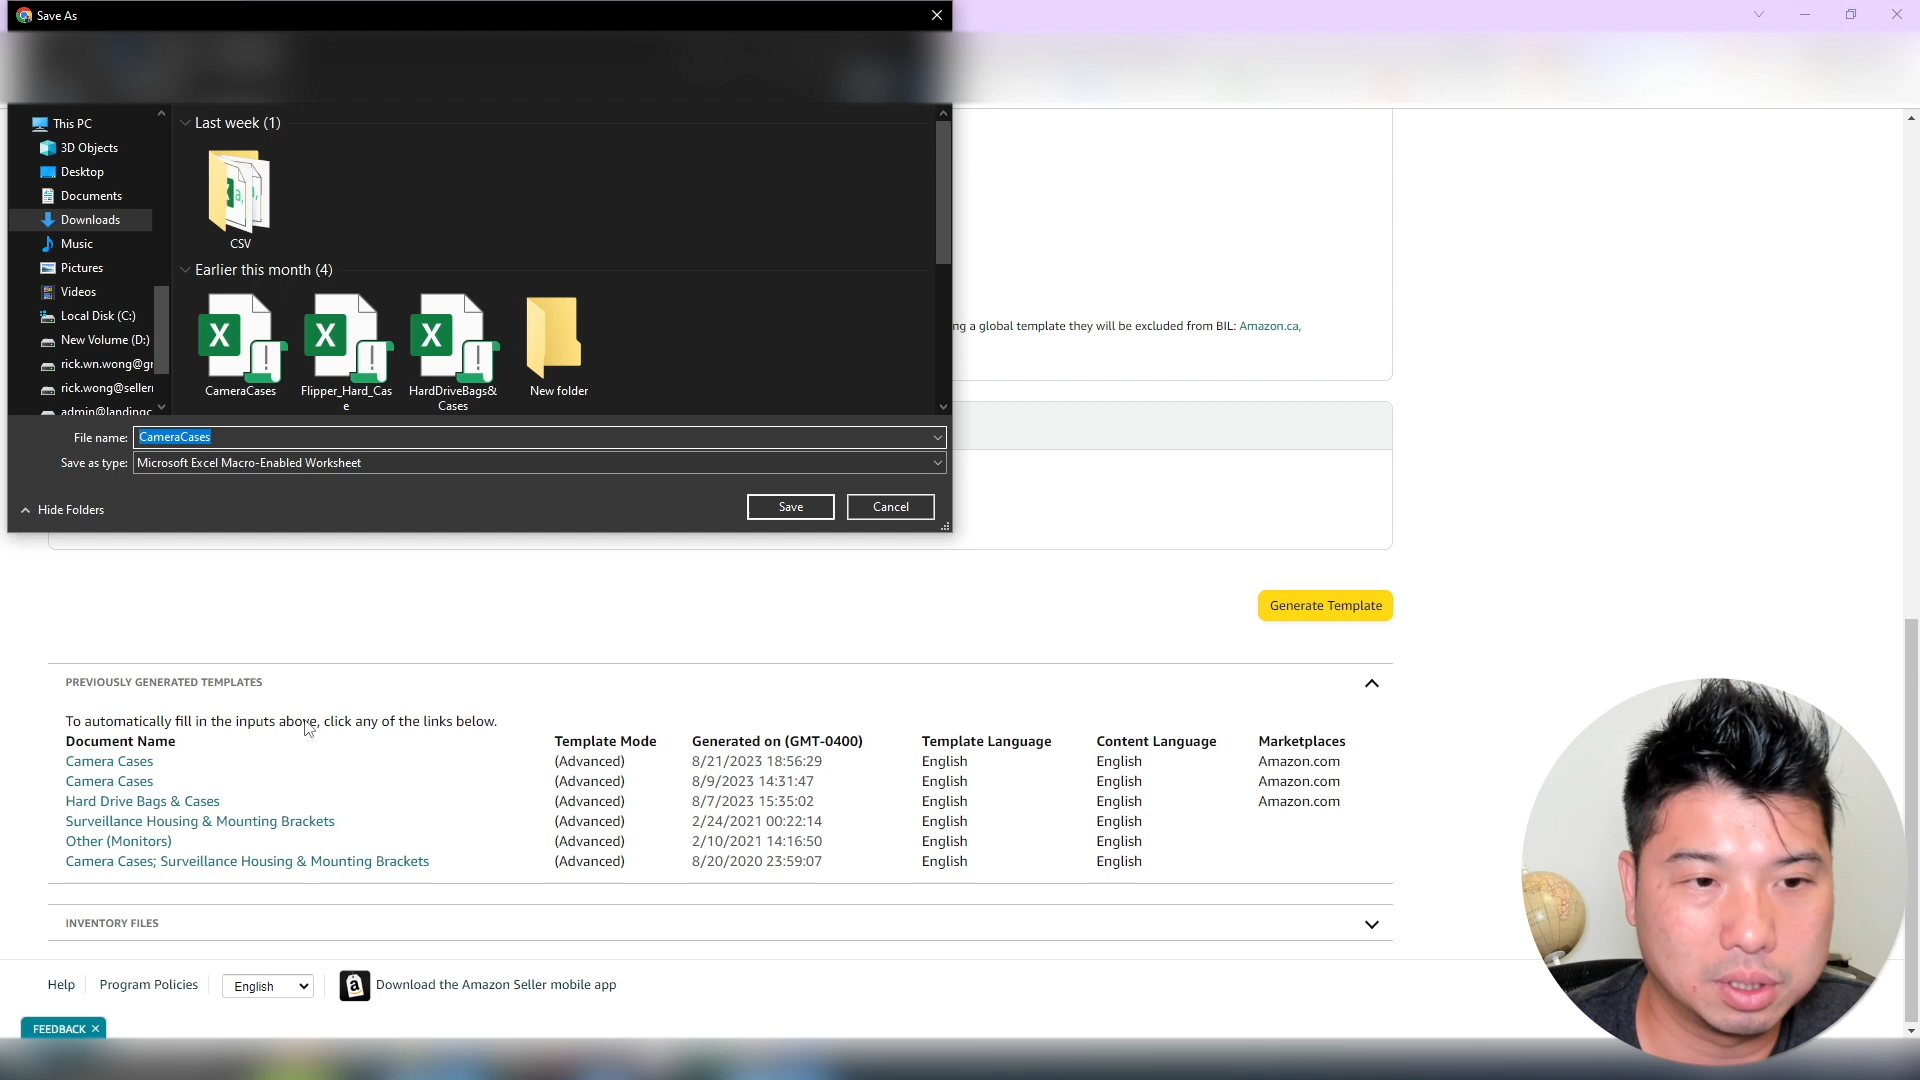 Save As
This PC
3D Objects
Desktop
Documents
Downloads
Music
Pictures
Videos
Local Disk (C:)
New Volume (D:)
rick.wn.wong@gr
rick.wong@seller
admin@landingc
Last week (1)
CSV
Earlier this month (4)
CameraCases
Flipper_Hard_Cas
e
HardDriveBags&
Cases
New folder
File name: CameraCases
Save as type: Microsoft Excel Macro-Enabled Worksheet
Hide Folders
Save
Cancel
ng a global template they will be excluded from BIL: Amazon.ca,
Generate Template
PREVIOUSLY GENERATED TEMPLATES
To automatically fill in the inputs above, click any of the links below.
Document Name Template Mode Generated on (GMT-0400) Template Language Content Language Marketplaces
Camera Cases (Advanced) 8/21/2023 18:56:29 English English Amazon.com
Camera Cases (Advanced) 8/9/2023 14:31:47 English English Amazon.com
Hard Drive Bags & Cases (Advanced) 8/7/2023 15:35:02 English English Amazon.com
Surveillance Housing & Mounting Brackets (Advanced) 2/24/2021 00:22:14 English English
Other (Monitors) (Advanced) 2/10/2021 14:16:50 English English
Camera Cases; Surveillance Housing & Mounting Brackets (Advanced) 8/20/2020 23:59:07 English English
INVENTORY FILES
Help Program Policies English Download the Amazon Seller mobile app
FEEDBACK ×